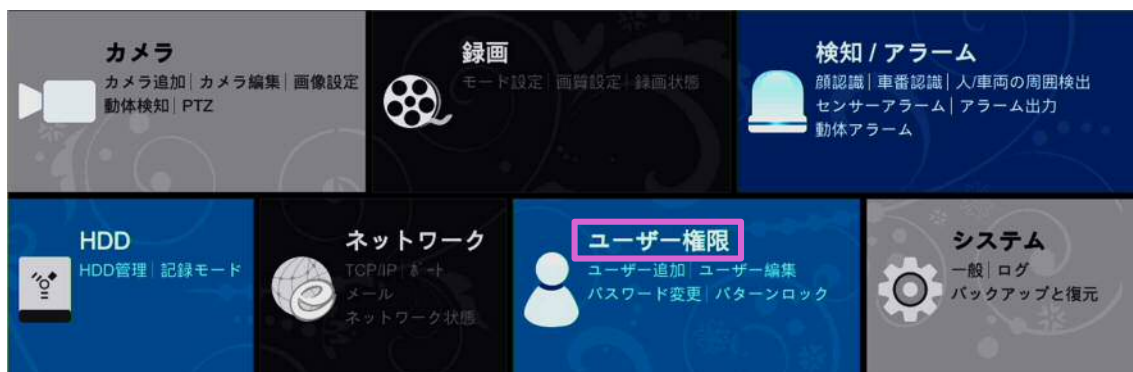 カメラ
カメラ追加 | カメラ編集 | 画像設定
動体検知 | PTZ
録画
モード設定 | 画質設定 | 録画状態
検知 / アラーム
顔認識 | 車番認識 | 人/車両の周囲検出
センサーアラーム | アラーム出力
動体アラーム
HDD
HDD管理 | 記録モード
ネットワーク
TCP/IP | ポート
メール
ネットワーク状態
ユーザー権限
ユーザー追加 | ユーザー編集
パスワード変更 | パターンロック
システム
一般 | ログ
バックアップと復元